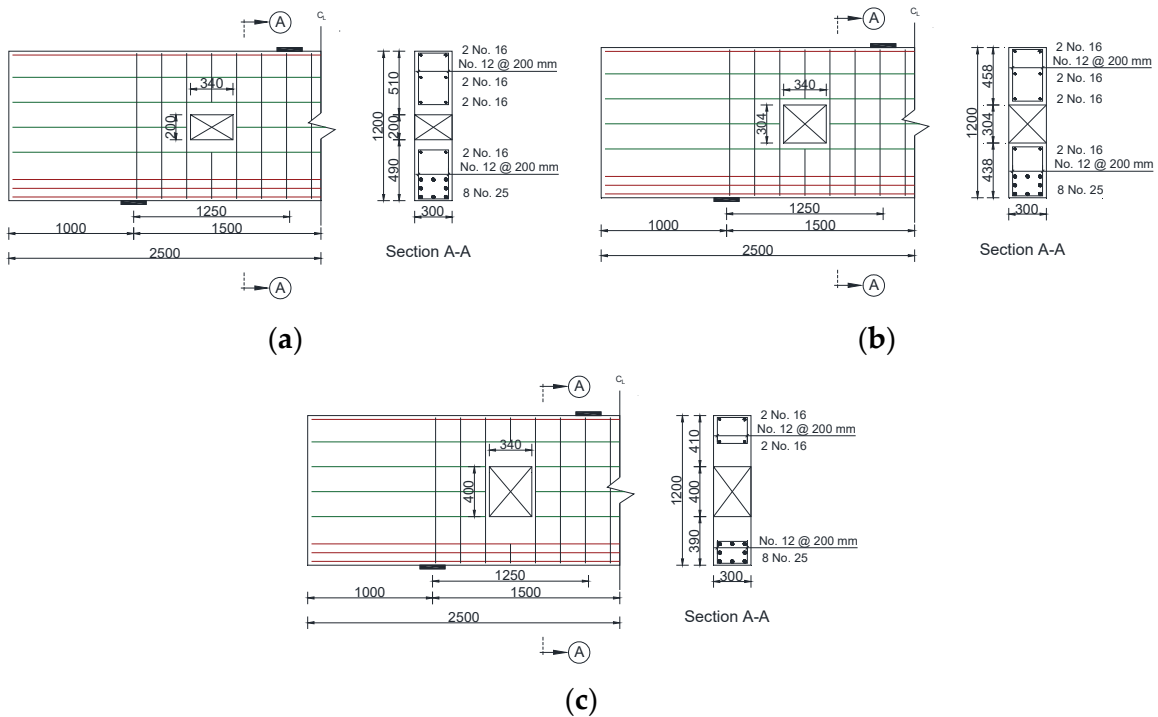 C L
A
2 No. 16
No. 12 @ 200 mm
2 No. 16
2 No. 16
340
200
1200
510
200
490
2 No. 16
No. 12 @ 200 mm
8 No. 25
1250
300
1000
1500
Section A-A
2500
A
(a)
C L
A
2 No. 16
No. 12 @ 200 mm
2 No. 16
2 No. 16
340
304
1200
458
304
438
2 No. 16
No. 12 @ 200 mm
8 No. 25
1250
300
1000
1500
Section A-A
2500
A
(b)
C L
A
2 No. 16
No. 12 @ 200 mm
2 No. 16
340
400
1200
410
400
390
No. 12 @ 200 mm
8 No. 25
1250
300
1000
1500
Section A-A
2500
A
(c)